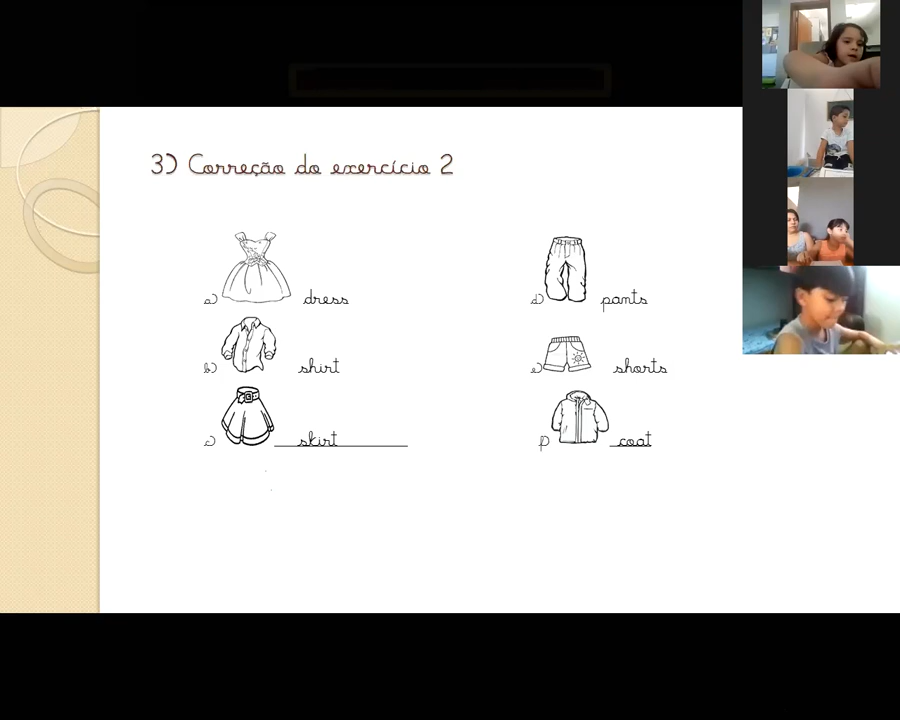 3) Correção do exercício 2
a) dress
b) shirt
c) skirt
d) pants
e) shorts
f) coat